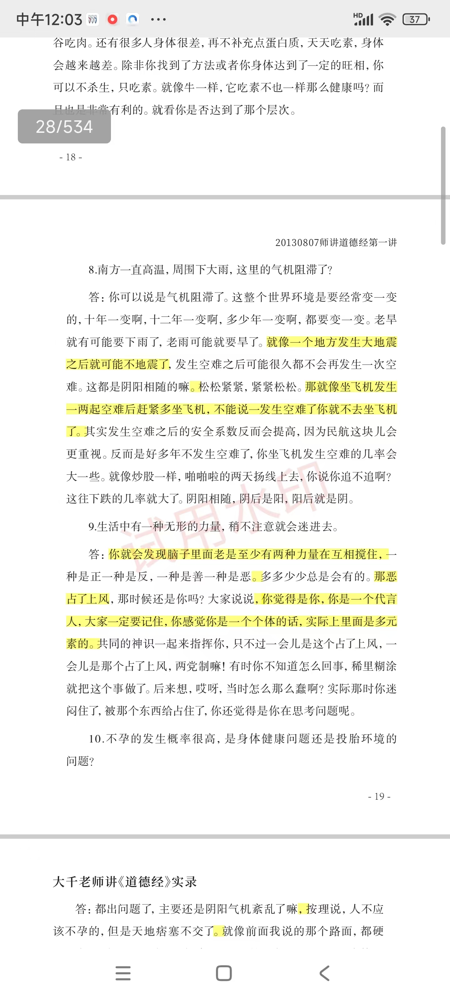 中午12:03
HD
37
谷吃肉。还有很多人身体很差，再不补充点蛋白质，天天吃素，身体
会越来越差。除非你找到了方法或者你身体达到了一定的旺相，你
可以不杀生，只吃素。就像牛一样，它吃素不也一样那么健康吗？而
且也是非常有利的。就看你是否达到了那个层次。
28/534
- 18 -
20130807师讲道德经第一讲
8.南方一直高温，周围下大雨，这里的气机阻滞了？
答：你可以说是气机阻滞了。这整个世界环境是要经常变一变
的，十年一变啊，十二年一变啊，多少年一变啊，都要变一变。老旱
就有可能要下雨了，老雨可能就要旱了。就像一个地方发生大地震
之后就可能不地震了，发生空难之后可能很久都不会再发生一次空
难。这都是阴阳相随的嘛。松松紧紧，紧紧松松。那就像坐飞机发生
一两起空难后赶紧多坐飞机，不能说一发生空难了你就不去坐飞机
了。其实发生空难之后的安全系数反而会提高，因为民航这块儿会
更重视。反而是好多年不发生空难了，你坐飞机发生空难的几率会
大一些。就像炒股一样，啪啪啦的两天扬线上去，你说你追不追啊？
这往下跌的几率就大了。阴阳相随，阴后是阳，阳后就是阴。
试用水印
9.生活中有一种无形的力量，稍不注意就会迷进去。
答：你就会发现脑子里面老是至少有两种力量在互相搅住，一
种是正一种是反，一种是善一种是恶。多多少少总是会有的。那恶
占了上风，那时候还是你吗？大家说说，你觉得是你，你是一个代言
人，大家一定要记住，你感觉你是一个个体的话，实际上里面是多元
素的。共同的神识一起来指挥你，只不过一会儿是这个占了上风，一
会儿是那个占了上风，两党制嘛！有时你不知道怎么回事，稀里糊涂
就把这个事做了。后来想，哎呀，当时怎么那么蠢啊？实际那时你迷
闷住了，被那个东西给占住了，你还觉得是你在思考问题呢。
10.不孕的发生概率很高，是身体健康问题还是投胎环境的
问题？
- 19 -
大千老师讲《道德经》实录
答：都出问题了，主要还是阴阳气机紊乱了嘛，按理说，人不应
该不孕的，但是天地痞塞不交了。就像前面我说的那个路面，都硬